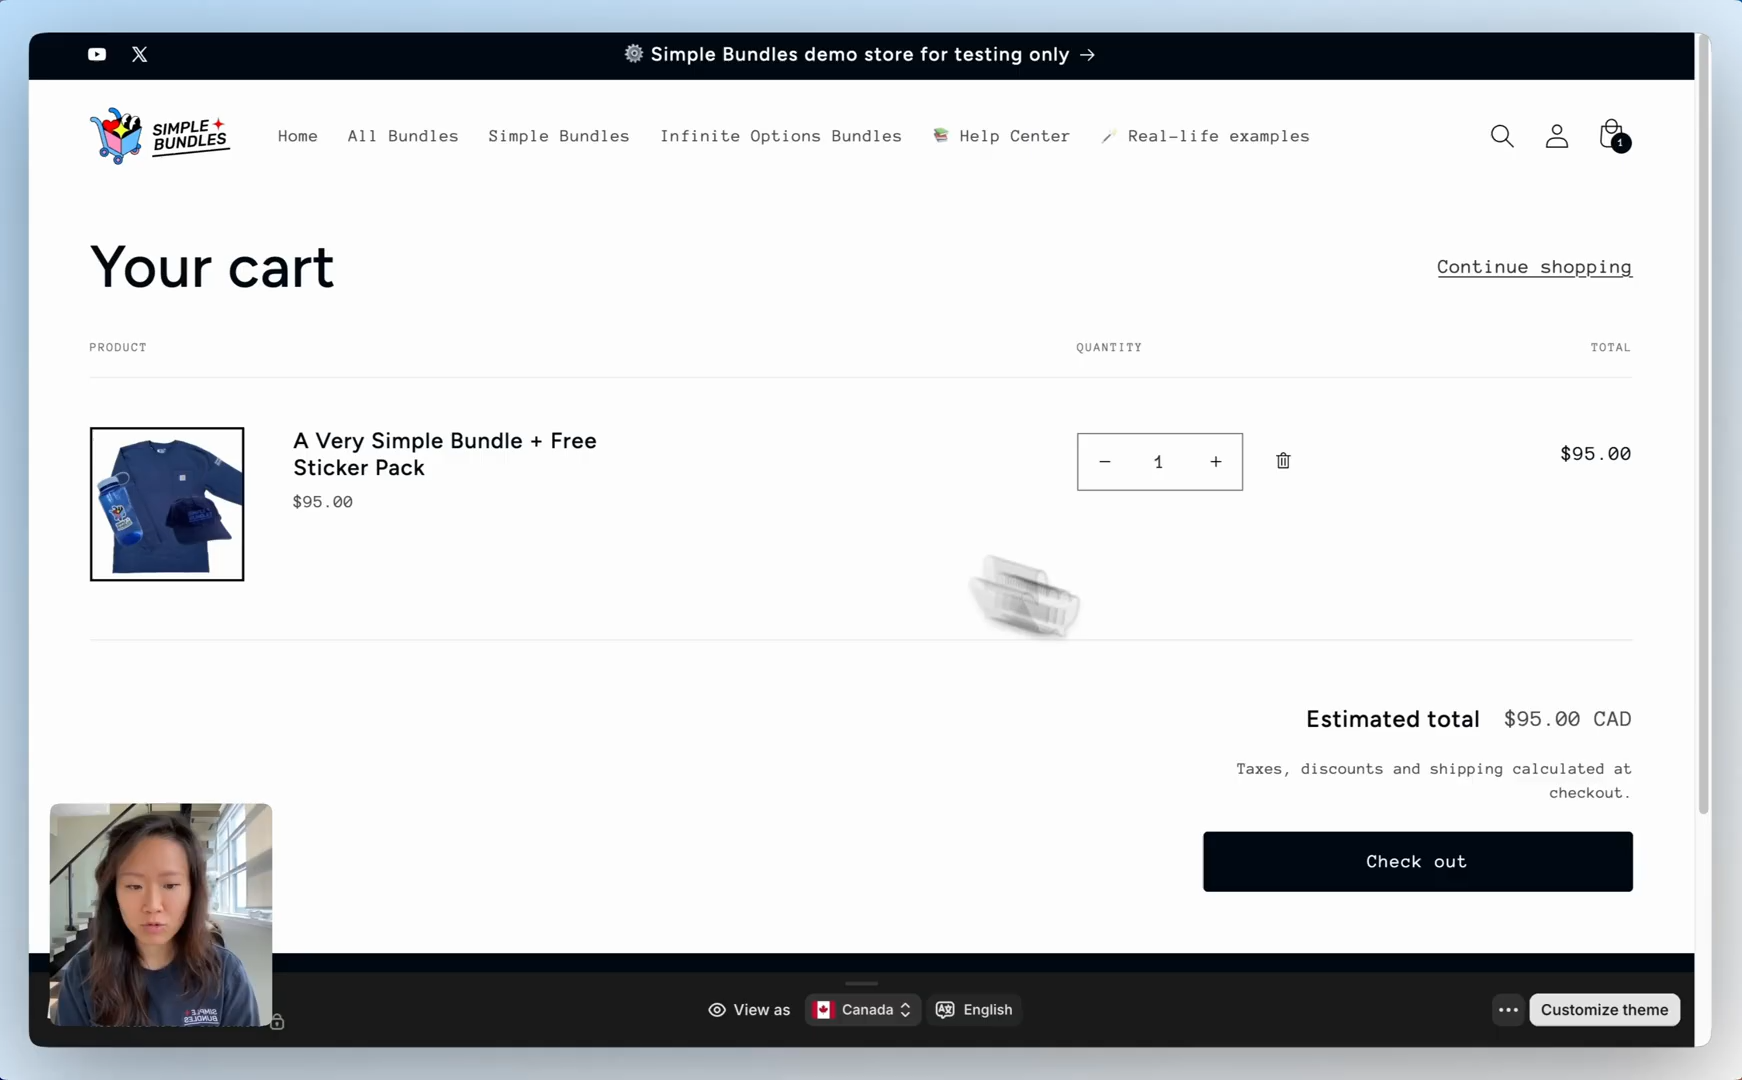 Simple Bundles demo store for testing only →
SIMPLE
BUNDLES
Home All Bundles Simple Bundles Infinite Options Bundles Help Center Real-life examples
1
Your cart
Continue shopping
PRODUCT QUANTITY TOTAL
A Very Simple Bundle + Free
Sticker Pack
$95.00
− 1 +
$95.00
Estimated total $95.00 CAD
Taxes, discounts and shipping calculated at
checkout.
Check out
View as Canada English
Customize theme